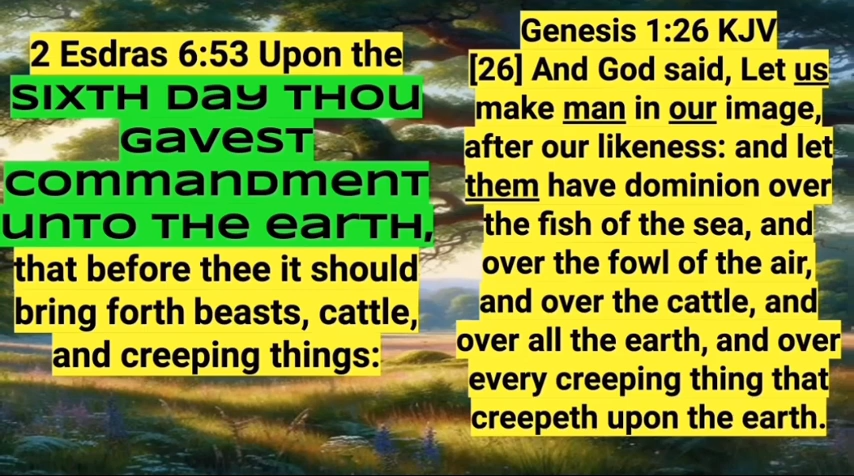 2 Esdras 6:53 Upon the
SIXTH Day THOU
Gavest
commandment
unto THE earth,
that before thee it should
bring forth beasts, cattle,
and creeping things:
Genesis 1:26 KJV
[26] And God said, Let us
make man in our image,
after our likeness: and let
them have dominion over
the fish of the sea, and
over the fowl of the air,
and over the cattle, and
over all the earth, and over
every creeping thing that
creepeth upon the earth.